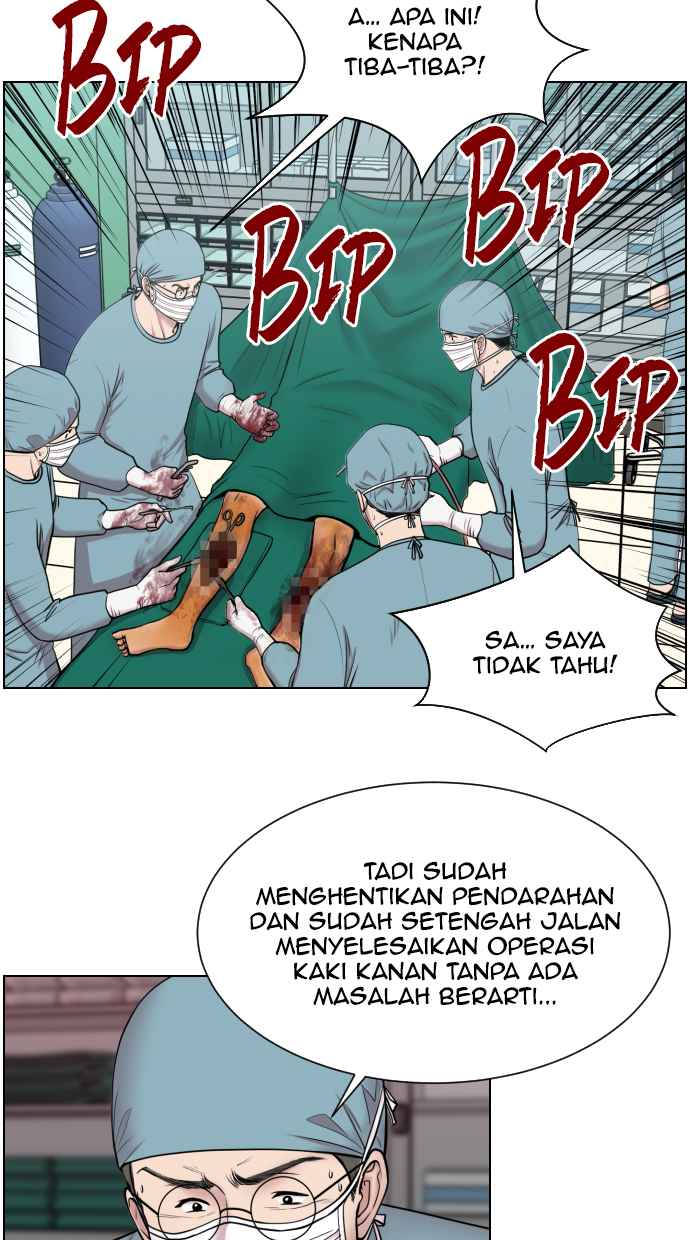 A... APA INI!
KENAPA
TIBA-TIBA?!
BIP
BIP
BIP
BIP
SA... SAYA
TIDAK TAHU!
TADI SUDAH
MENGHENTIKAN PENDARAHAN
DAN SUDAH SETENGAH JALAN
MENYELESAIKAN OPERASI
KAKI KANAN TANPA ADA
MASALAH BERARTI...